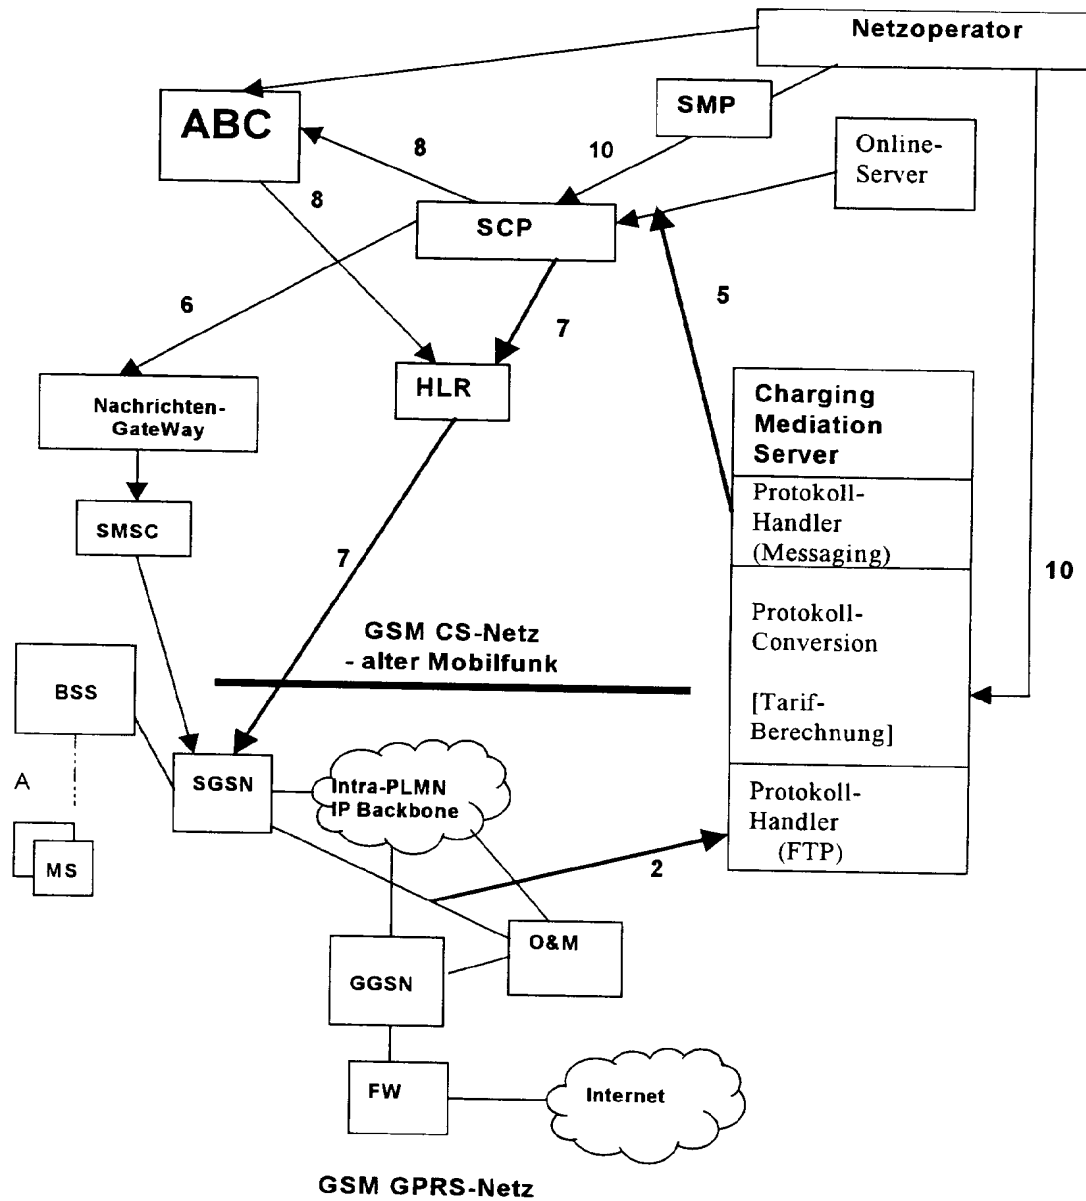 Netzoperator
ABC
SMP
8
10
Online-
Server
8
SCP
6
5
7
HLR
Nachrichten-
GateWay
Charging
Mediation
Server
SMSC
Protokoll-
Handler
(Messaging)
7
10
GSM CS-Netz
- alter Mobilfunk
Protokoll-
Conversion
BSS
[Tarif-
Berechnung]
A
SGSN
Intra-PLMN
IP Backbone
Protokoll-
Handler
(FTP)
MS
2
O&M
GGSN
FW
Internet
GSM GPRS-Netz